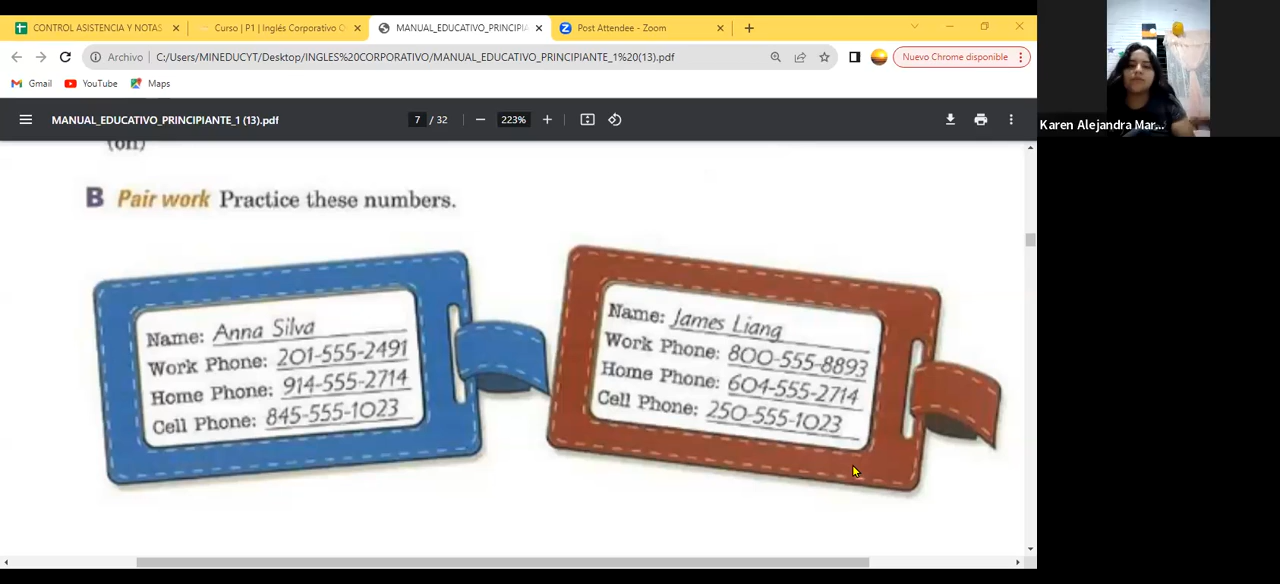 CONTROL ASISTENCIA Y NOTAS
Curso | P1 | Inglés Corporativo
MANUAL_EDUCATIVO_PRINCIPIA
Post Attendee - Zoom
Archivo
C:/Users/MINEDUCYT/Desktop/INGLES%20CORPORATIVO/MANUAL_EDUCATIVO_PRINCIPIANTE_1%20(13).pdf
Nuevo Chrome disponible
Gmail
YouTube
Maps
MANUAL_EDUCATIVO_PRINCIPIANTE_1 (13).pdf
7 / 32
223%
Karen Alejandra Mar...
(oh)
B Pair work Practice these numbers.
Name: Anna Silva
Work Phone: 201-555-2491
Home Phone: 914-555-2714
Cell Phone: 845-555-1023
Name: James Liang
Work Phone: 800-555-8893
Home Phone: 604-555-2714
Cell Phone: 250-555-1023